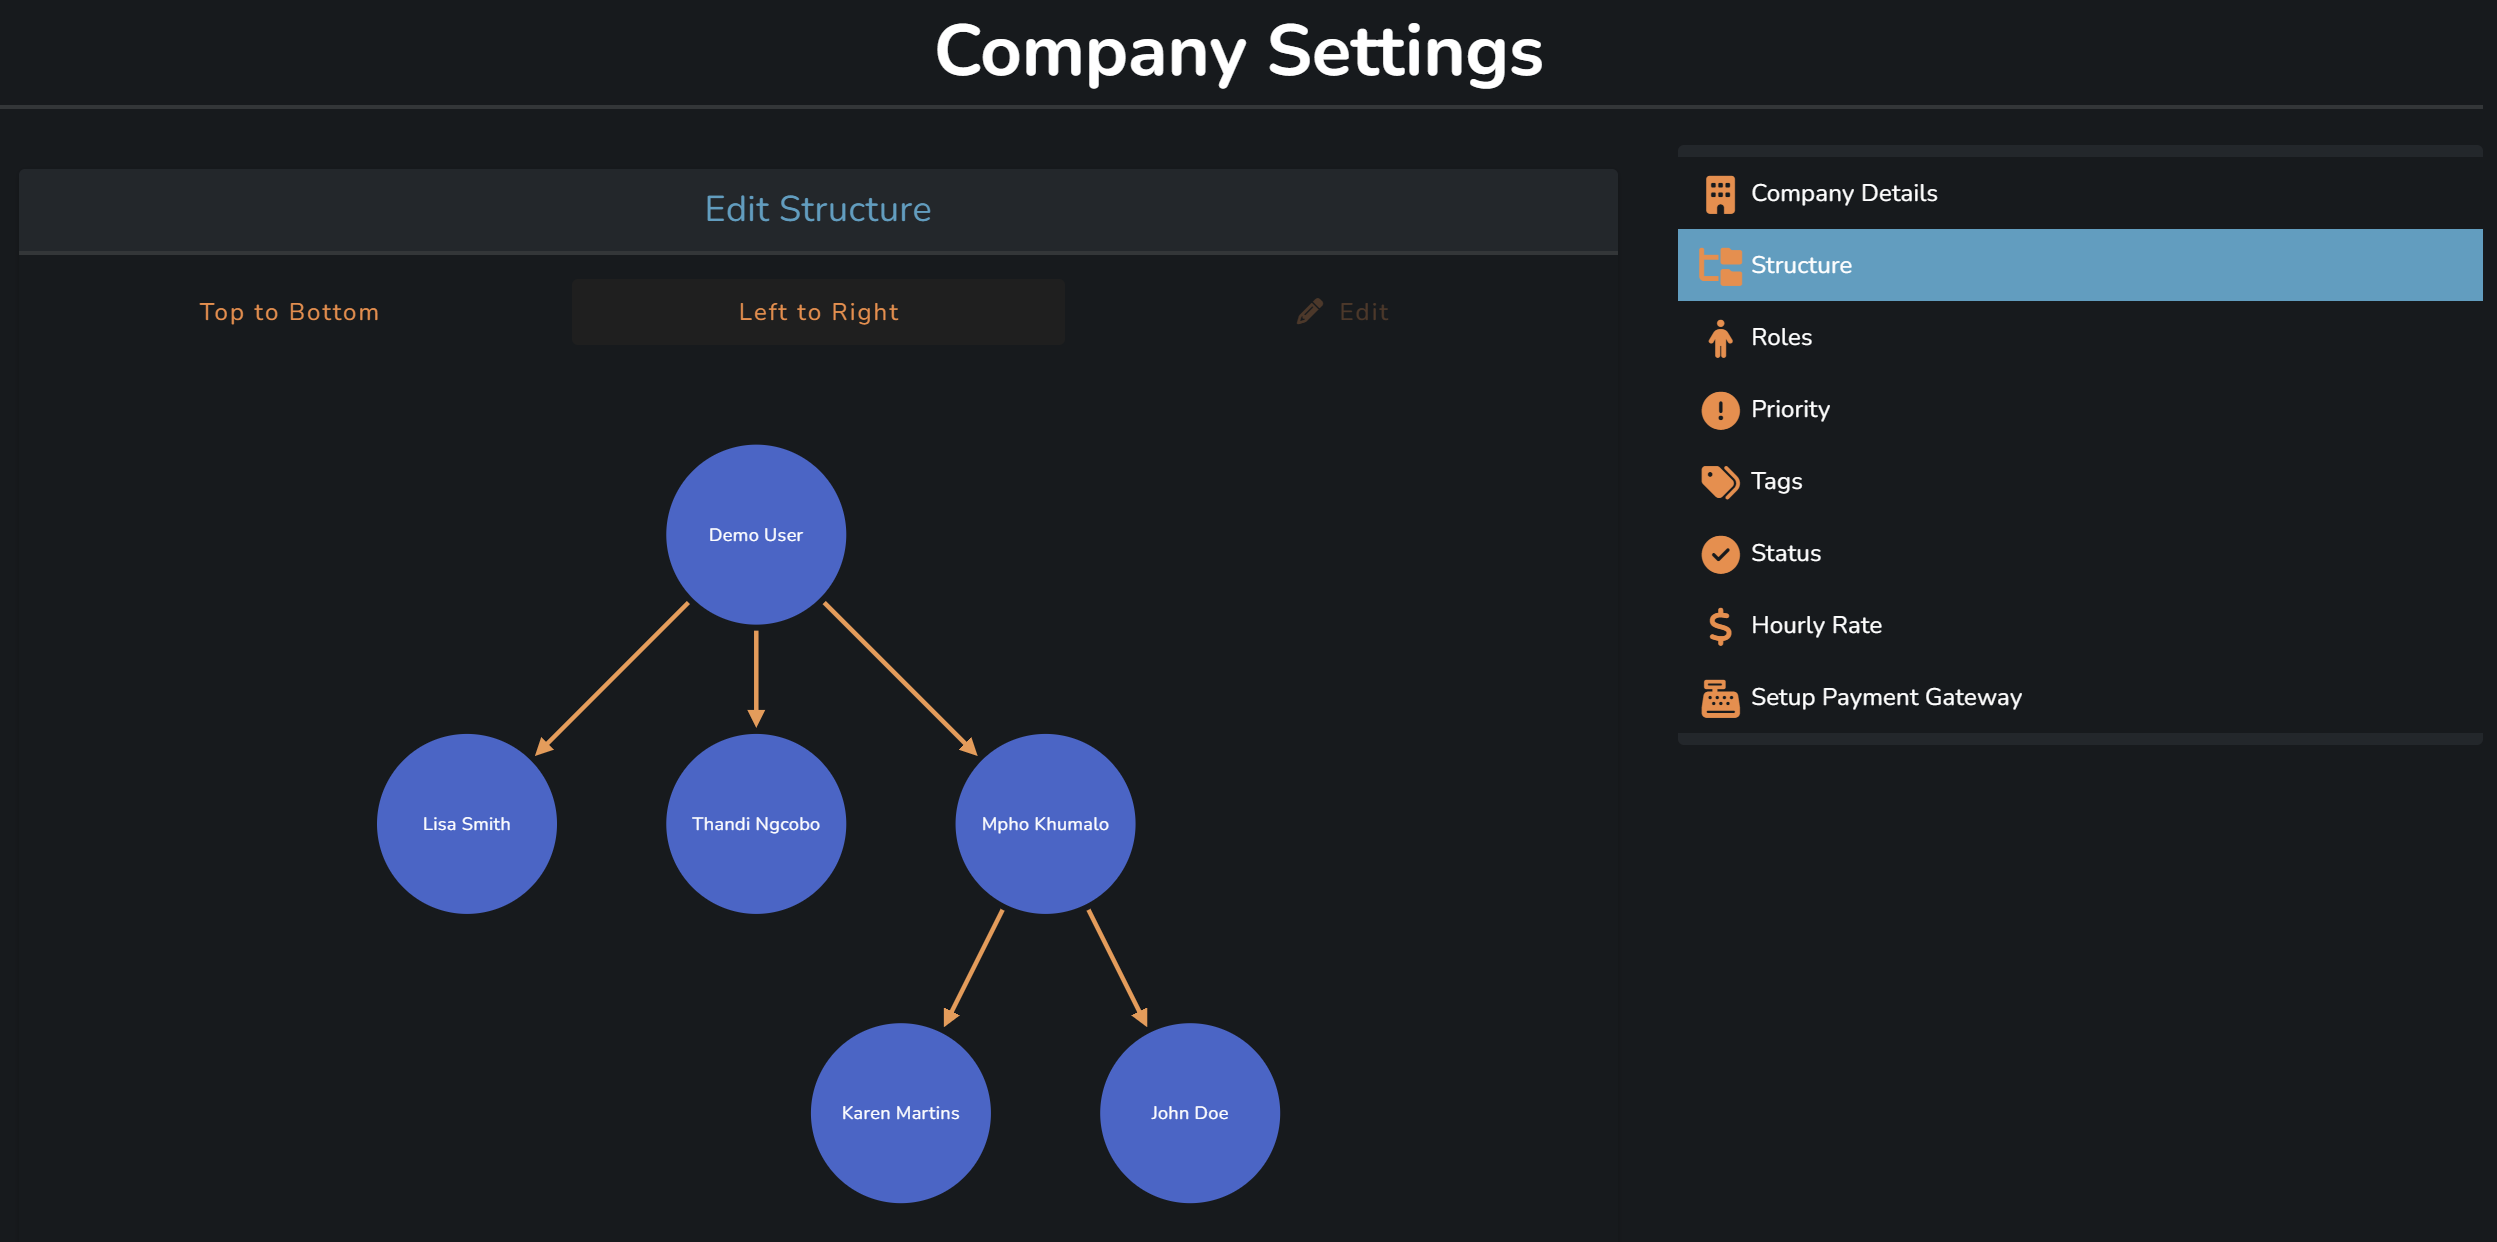 Company Settings
Edit Structure
Top to Bottom
Left to Right
Edit
Demo User
Lisa Smith
Thandi Ngcobo
Mpho Khumalo
Karen Martins
John Doe
Company Details
Structure
Roles
Priority
Tags
Status
Hourly Rate
Setup Payment Gateway